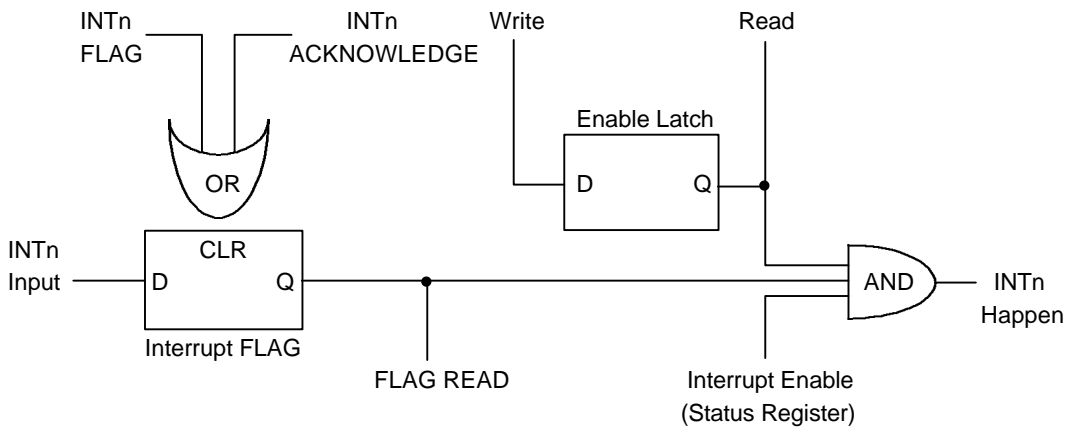 INTn
FLAG
INTn
ACKNOWLEDGE
Write
Read
Enable Latch
D
Q
OR
INTn
Input
CLR
D
Q
Interrupt FLAG
FLAG READ
AND
INTn
Happen
Interrupt Enable
(Status Register)